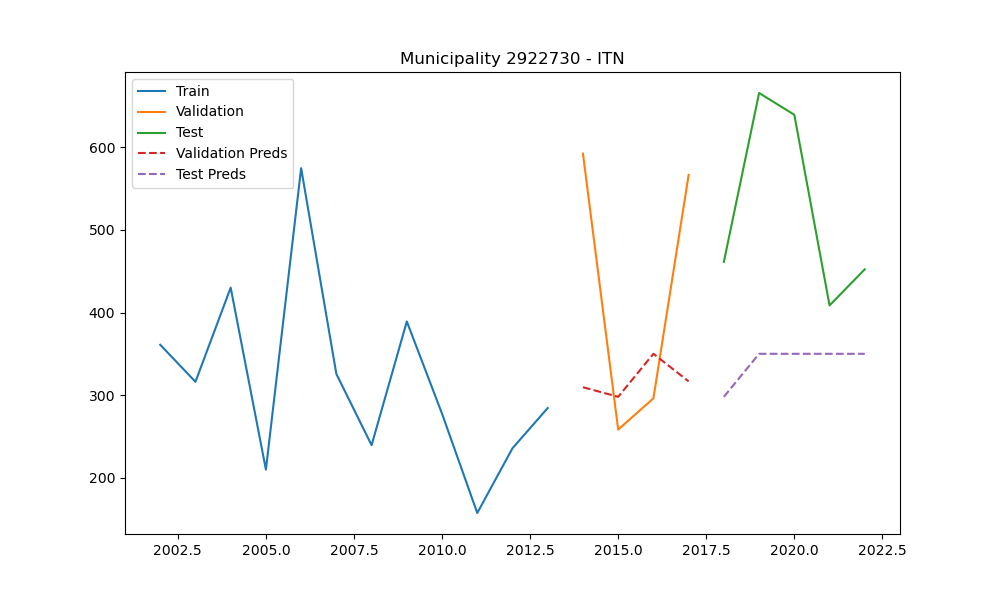 Municipality 2922730 - ITN
Train
Validation
Test
Validation Preds
Test Preds
600
500
400
300
200
2002.5 2005.0 2007.5 2010.0 2012.5 2015.0 2017.5 2020.0 2022.5